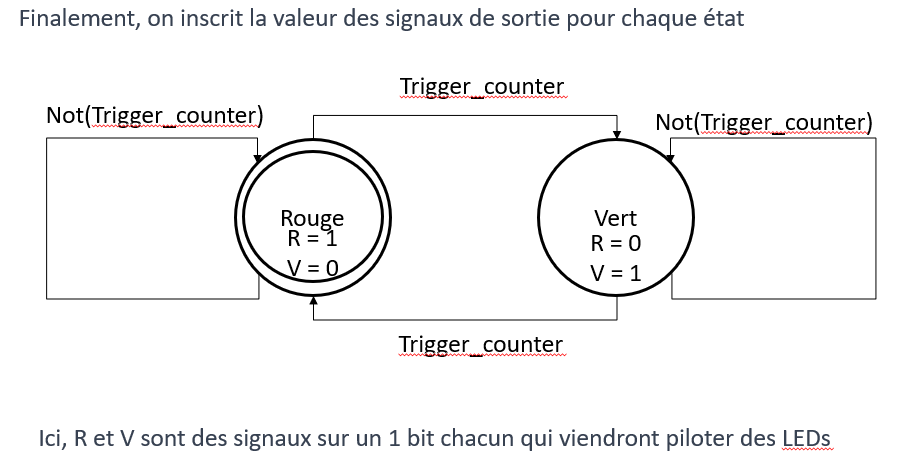 Finalement, on inscrit la valeur des signaux de sortie pour chaque état
Trigger_counter
Not(Trigger_counter)
Not(Trigger_counter)
Rouge
R = 1
V = 0
Vert
R = 0
V = 1
Trigger_counter
Ici, R et V sont des signaux sur un 1 bit chacun qui viendront piloter des LEDs